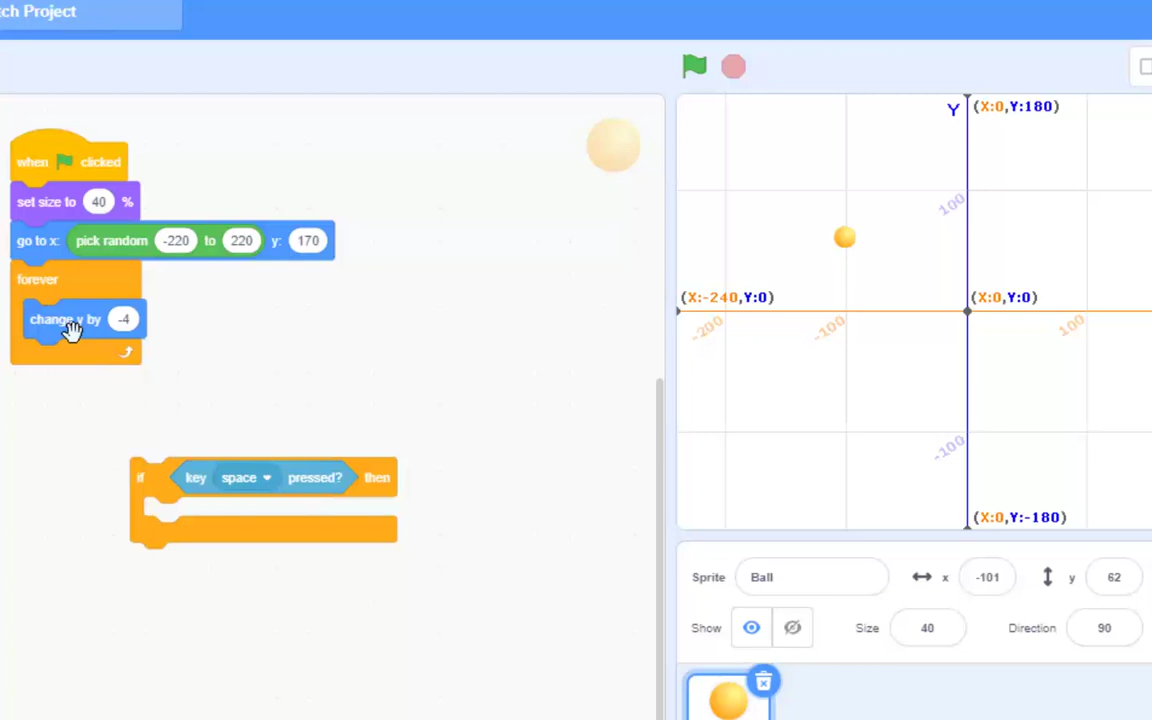 tch Project
when clicked
set size to 40 %
go to x: pick random -220 to 220 y: 170
forever
change y by -4
if key space pressed? then
Y
(X:0,Y:180)
100
(X:-240,Y:0)
(X:0,Y:0)
-200
-100
100
-100
(X:0,Y:-180)
Sprite Ball x -101 y 62
Show Size 40 Direction 90